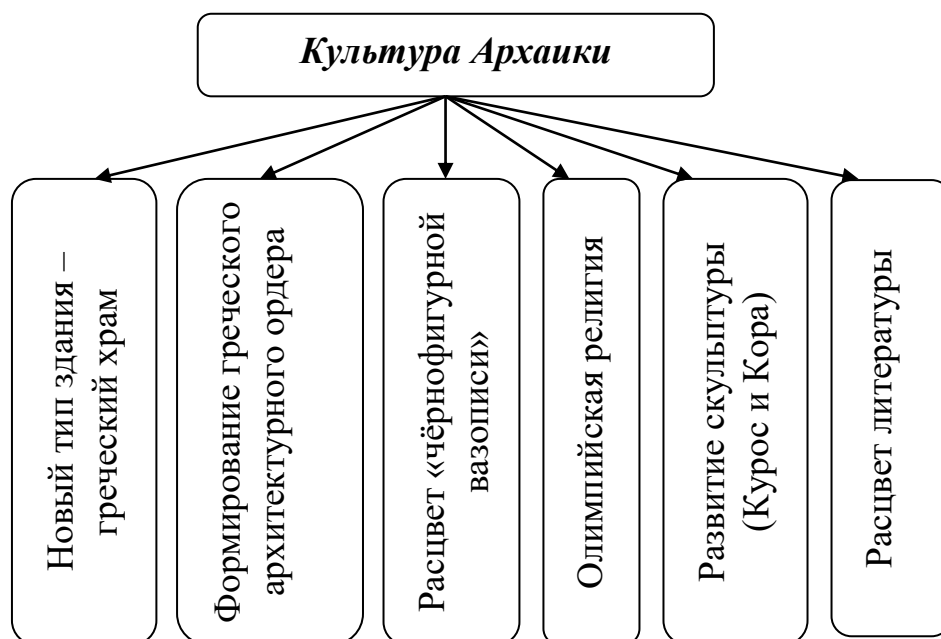 Культура Архаики
Новый тип здания –
греческий храм
Формирование греческого
архитектурного ордера
Расцвет «чёрнофигурной
вазописи»
Олимпийская религия
Развитие скульптуры
(Курос и Кора)
Расцвет литературы